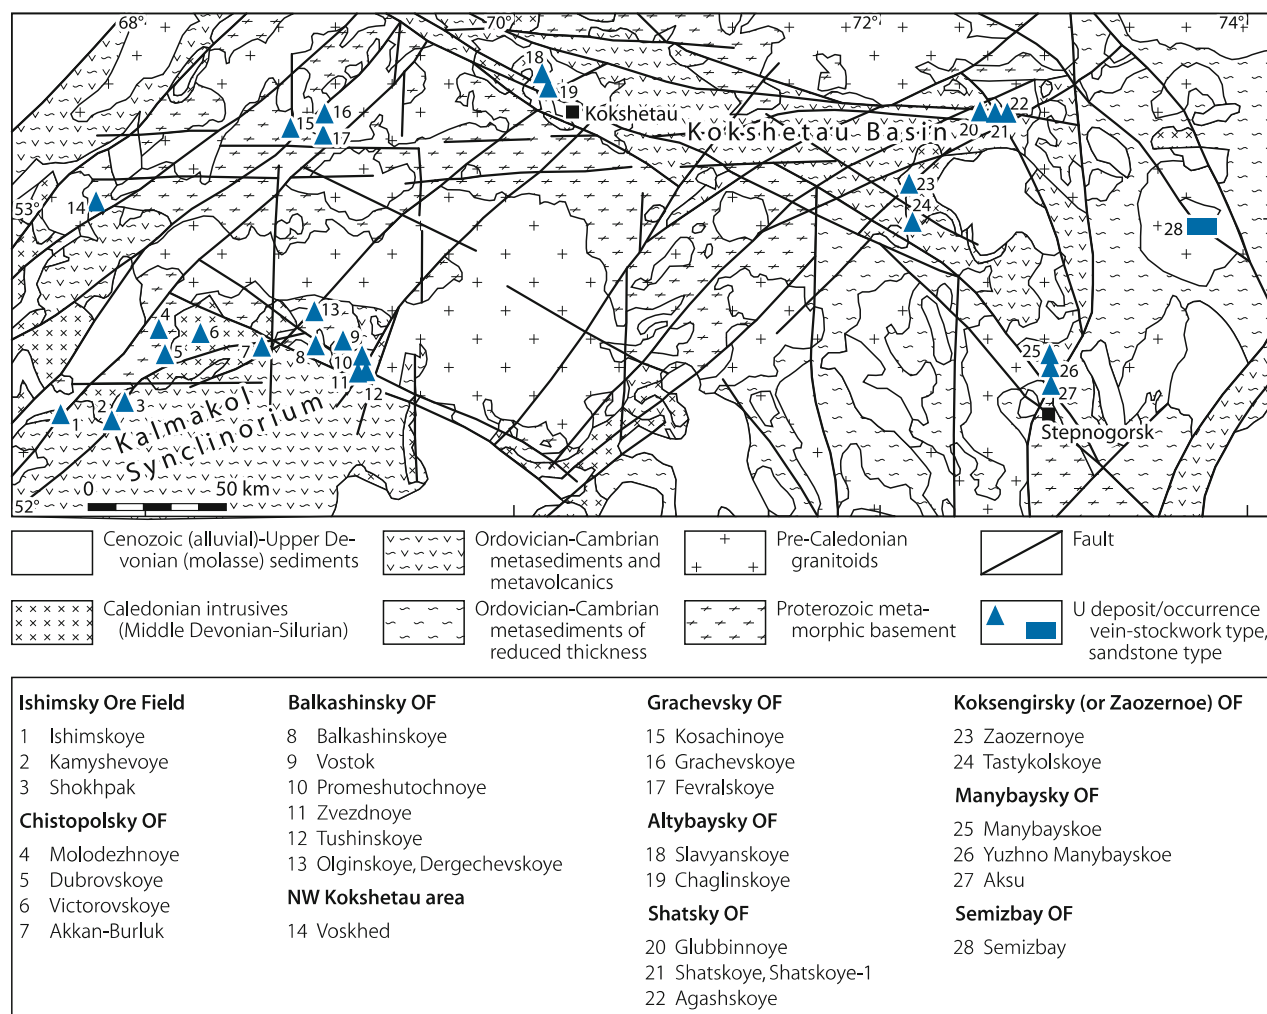 68°
70°
72°
74°
18
19
Kokshetau
16
15
17
Kokshetau Basin
22
20
21
23
14
53°
24
28
13
4
6
9
5
7
8
10
25
11
12
26
3
27
2
1
Kalmakol
Synclinorium
Stepnogorsk
0
50 km
52°
Cenozoic (alluvial)-Upper De-
vonian (molasse) sediments
Ordovician-Cambrian
metasediments and
metavolcanics
Pre-Caledonian
granitoids
Fault
Caledonian intrusives
(Middle Devonian-Silurian)
Ordovician-Cambrian
metasediments of
reduced thickness
Proterozoic meta-
morphic basement
U deposit/occurrence
vein-stockwork type,
sandstone type
Ishimsky Ore Field
1 Ishimskoye
2 Kamyshevoye
3 Shokhpak
Chistopolsky OF
4 Molodezhnoye
5 Dubrovskoye
6 Victorovskoye
7 Akkan-Burluk
Balkashinsky OF
8 Balkashinskoye
9 Vostok
10 Promeshutochnoye
11 Zvezdnoye
12 Tushinskoye
13 Olginskoye, Dergechevskoye
NW Kokshetau area
14 Voskhed
Grachevsky OF
15 Kosachinoye
16 Grachevskoye
17 Fevralskoye
Altybaysky OF
18 Slavyanskoye
19 Chaglinskoye
Shatsky OF
20 Glubbinnoye
21 Shatskoye, Shatskoye-1
22 Agashskoye
Koksengirsky (or Zaozernoe) OF
23 Zaozernoye
24 Tastykolskoye
Manybaysky OF
25 Manybayskoe
26 Yuzhno Manybayskoe
27 Aksu
Semizbay OF
28 Semizbay